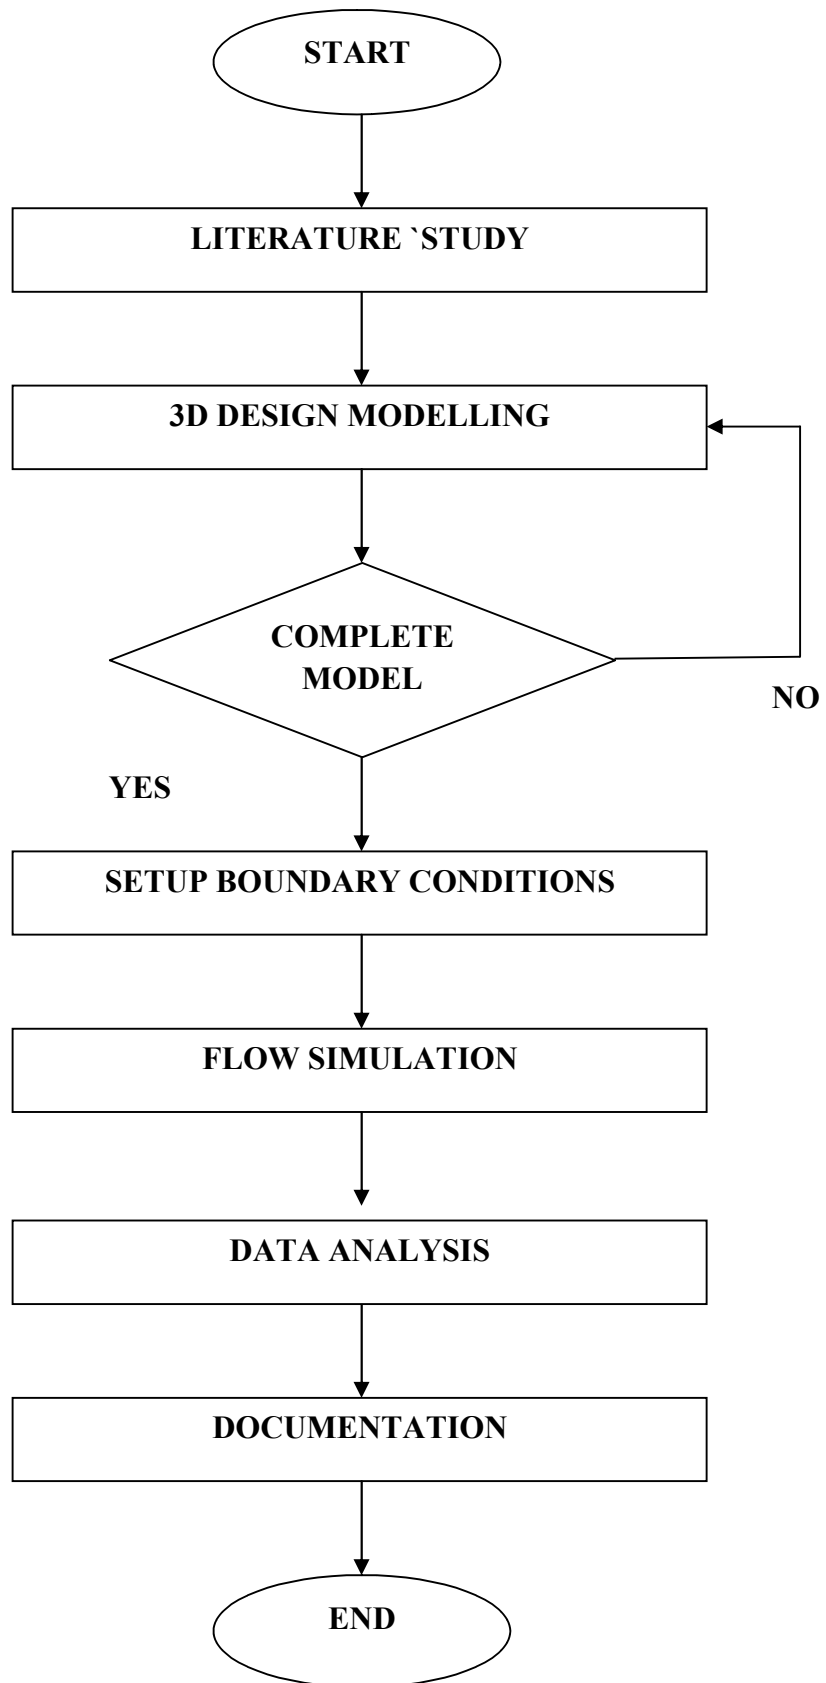 START
LITERATURE `STUDY
3D DESIGN MODELLING
COMPLETE
MODEL
NO
YES
SETUP BOUNDARY CONDITIONS
FLOW SIMULATION
DATA ANALYSIS
DOCUMENTATION
END